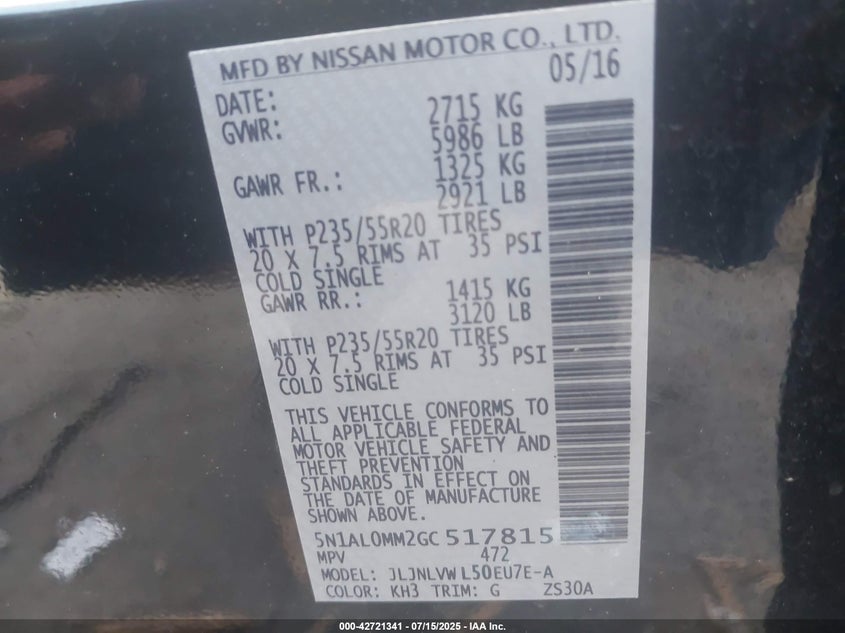 MFD BY NISSAN MOTOR CO., LTD.
DATE: 05/16
GVWR: 2715 KG
5986 LB
GAWR FR.: 1325 KG
2921 LB
WITH P235/55R20 TIRES
20 X 7.5 RIMS AT 35 PSI
COLD SINGLE
GAWR RR.: 1415 KG
3120 LB
WITH P235/55R20 TIRES
20 X 7.5 RIMS AT 35 PSI
COLD SINGLE
THIS VEHICLE CONFORMS TO
ALL APPLICABLE FEDERAL
MOTOR VEHICLE SAFETY AND
THEFT PREVENTION
STANDARDS IN EFFECT ON
THE DATE OF MANUFACTURE
SHOWN ABOVE.
5N1AL0MM2GC517815
MPV 472
MODEL: JLJNLVWL50EU7E-A
COLOR: KH3 TRIM: G ZS30A
000-42721341 - 07/15/2025 - IAA Inc.